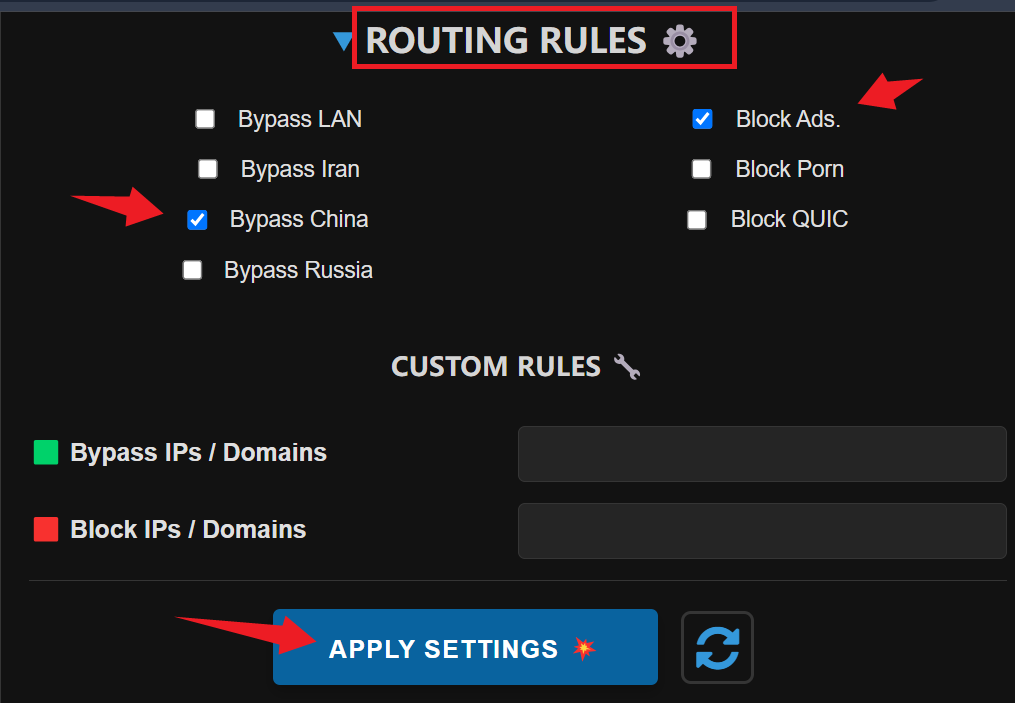 ROUTING RULES
Bypass LAN
Block Ads.
Bypass Iran
Block Porn
Bypass China
Block QUIC
Bypass Russia
CUSTOM RULES
Bypass IPs / Domains
Block IPs / Domains
APPLY SETTINGS